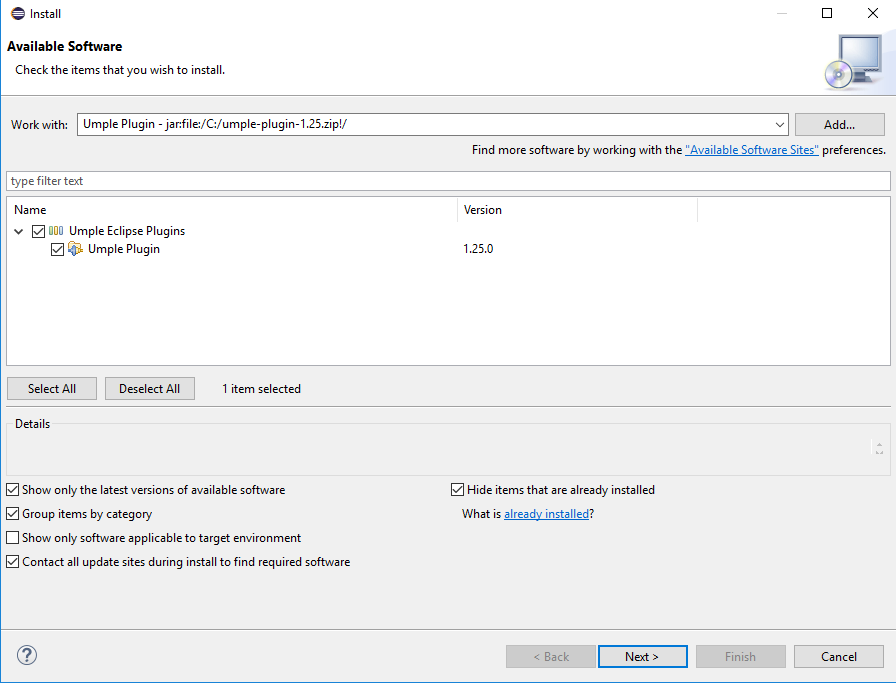 Install
Available Software
Check the items that you wish to install.
Work with: Umple Plugin - jar:file:/C:/umple-plugin-1.25.zip!/ Add...
Find more software by working with the "Available Software Sites" preferences.
type filter text
Name Version
Umple Eclipse Plugins
Umple Plugin 1.25.0
Select All Deselect All 1 item selected
Details
Show only the latest versions of available software Hide items that are already installed
Group items by category What is already installed?
Show only software applicable to target environment
Contact all update sites during install to find required software
? < Back Next > Finish Cancel